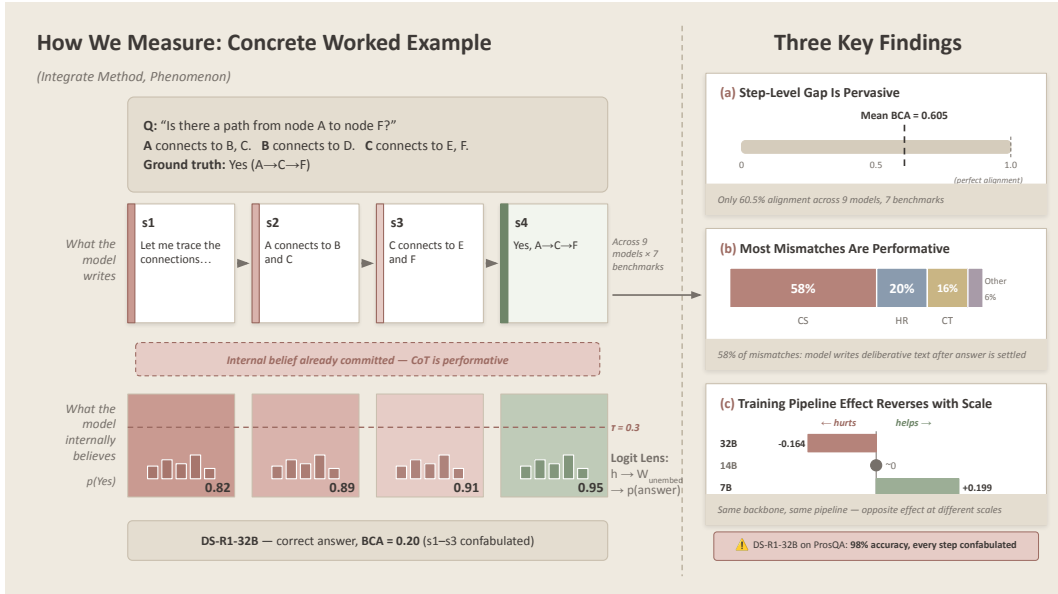 How We Measure: Concrete Worked Example
(Integrate Method, Phenomenon)
Q: “Is there a path from node A to node F?”
A connects to B, C. B connects to D. C connects to E, F.
Ground truth: Yes (A→C→F)
What the
model
writes
s1
Let me trace the
connections…
s2
A connects to B
and C
s3
C connects to E
and F
s4
Yes, A→C→F
Across 9
models × 7
benchmarks
Internal belief already committed — CoT is performative
What the
model
internally
believes
p(Yes)
0.82
0.89
0.91
0.95
τ = 0.3
Logit Lens:
h → W_unembed
→ p(answer)
DS-R1-32B — correct answer, BCA = 0.20 (s1–s3 confabulated)
Three Key Findings
(a) Step-Level Gap Is Pervasive
Mean BCA = 0.605
0 0.5 1.0
(perfect alignment)
Only 60.5% alignment across 9 models, 7 benchmarks
(b) Most Mismatches Are Performative
58% 20% 16%
Other
6%
CS HR CT
58% of mismatches: model writes deliberative text after answer is settled
(c) Training Pipeline Effect Reverses with Scale
← hurts helps →
32B -0.164
14B ~0
7B +0.199
Same backbone, same pipeline — opposite effect at different scales
⚠️ DS-R1-32B on ProsQA: 98% accuracy, every step confabulated